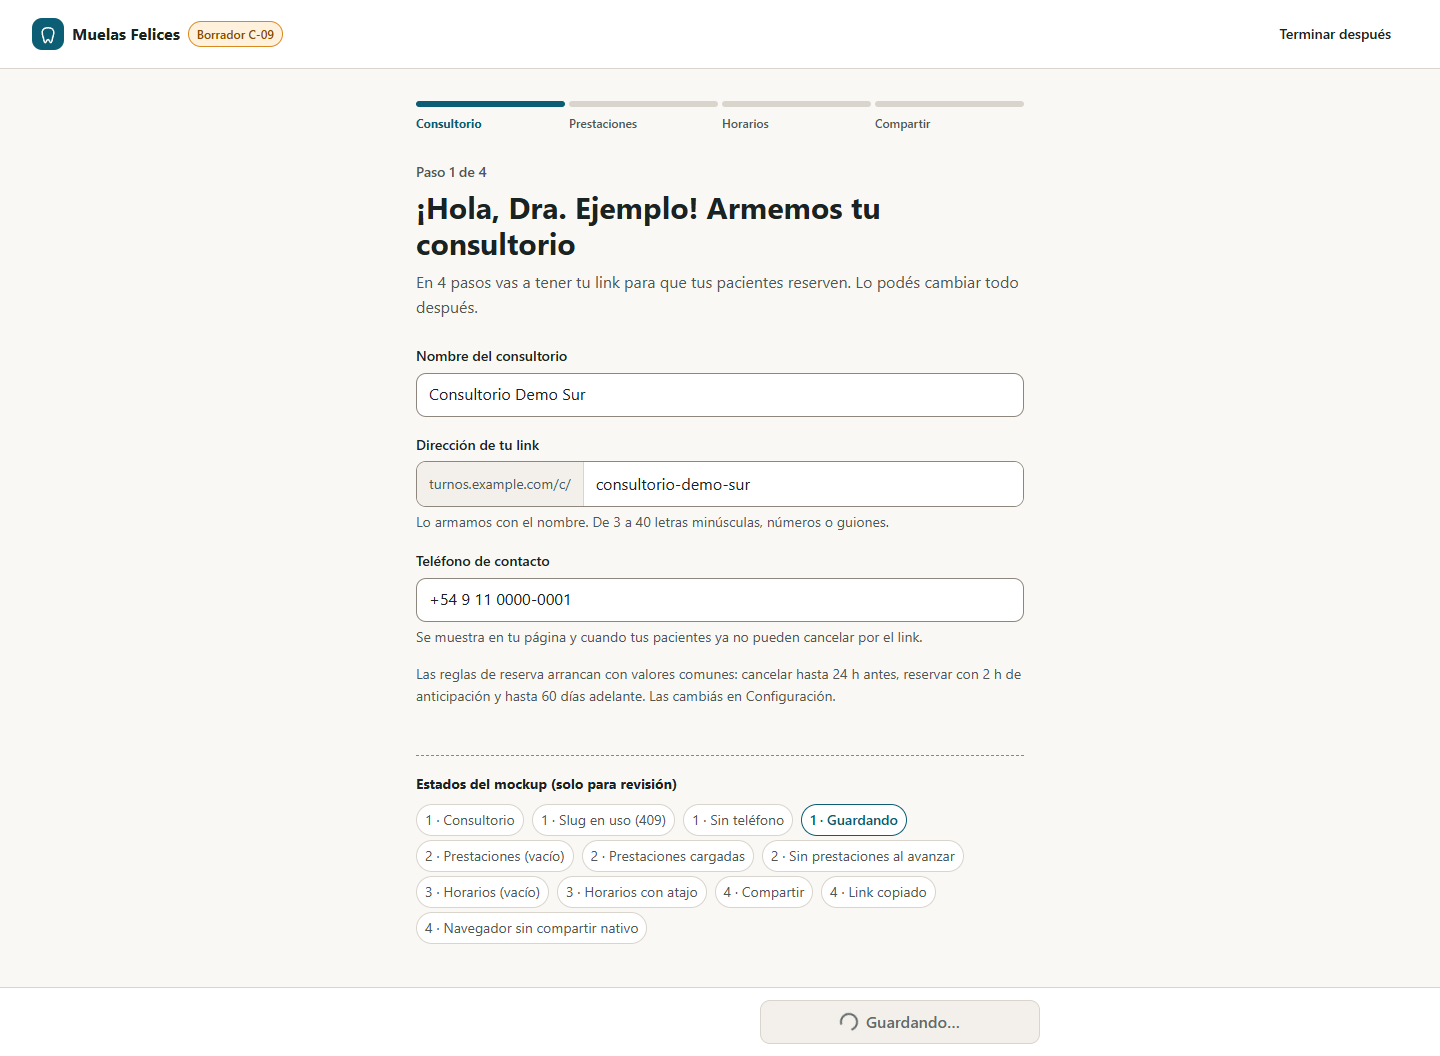 Muelas Felices
Borrador C-09
Terminar después
Consultorio
Prestaciones
Horarios
Compartir
Paso 1 de 4
¡Hola, Dra. Ejemplo! Armemos tu
consultorio
En 4 pasos vas a tener tu link para que tus pacientes reserven. Lo podés cambiar todo
después.
Nombre del consultorio
Consultorio Demo Sur
Dirección de tu link
turnos.example.com/c/
consultorio-demo-sur
Lo armamos con el nombre. De 3 a 40 letras minúsculas, números o guiones.
Teléfono de contacto
+54 9 11 0000-0001
Se muestra en tu página y cuando tus pacientes ya no pueden cancelar por el link.
Las reglas de reserva arrancan con valores comunes: cancelar hasta 24 h antes, reservar con 2 h de
anticipación y hasta 60 días adelante. Las cambiás en Configuración.
Estados del mockup (solo para revisión)
1 · Consultorio
1 · Slug en uso (409)
1 · Sin teléfono
1 · Guardando
2 · Prestaciones (vacío)
2 · Prestaciones cargadas
2 · Sin prestaciones al avanzar
3 · Horarios (vacío)
3 · Horarios con atajo
4 · Compartir
4 · Link copiado
4 · Navegador sin compartir nativo
Guardando…